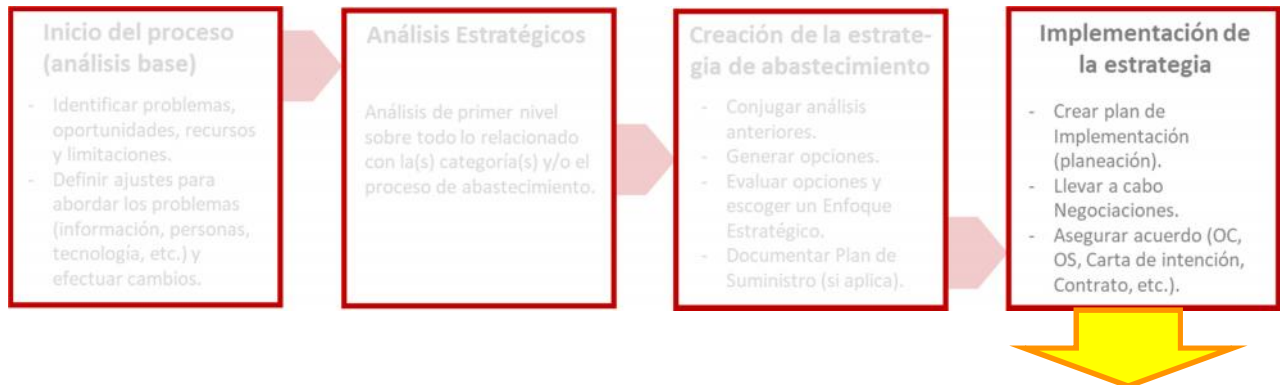 Inicio del proceso
(análisis base)
- Identificar problemas,
oportunidades, recursos
y limitaciones.
- Definir ajustes para
abordar los problemas
(información, personas,
tecnología, etc.) y
efectuar cambios.
Análisis Estratégicos
Análisis de primer nivel
sobre todo lo relacionado
con la(s) categoría(s) y/o el
proceso de abastecimiento.
Creación de la estrate-
gia de abastecimiento
- Conjugar análisis
anteriores.
- Generar opciones.
- Evaluar opciones y
escoger un Enfoque
Estratégico.
- Documentar Plan de
Suministro (si aplica).
Implementación de
la estrategia
- Crear plan de
Implementación
(planeación).
- Llevar a cabo
Negociaciones.
- Asegurar acuerdo (OC,
OS, Carta de intención,
Contrato, etc.).